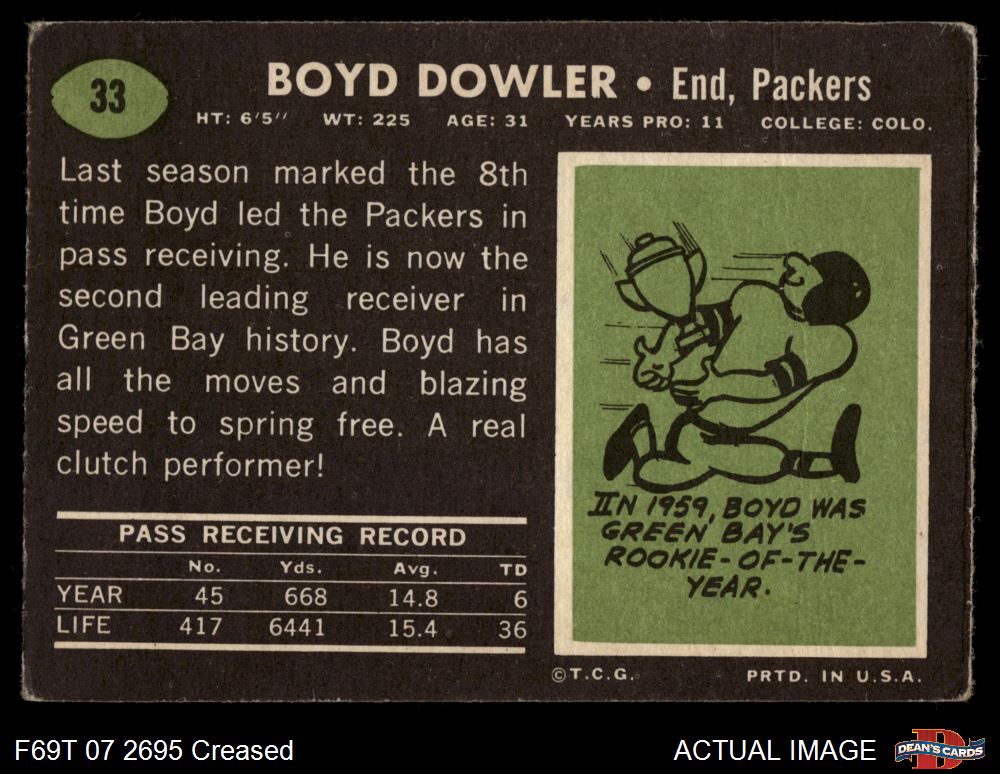 33
BOYD DOWLER • End, Packers
HT: 6'5" WT: 225 AGE: 31 YEARS PRO: 11 COLLEGE: COLO.
Last season marked the 8th
time Boyd led the Packers in
pass receiving. He is now the
second leading receiver in
Green Bay history. Boyd has
all the moves and blazing
speed to spring free. A real
clutch performer!
PASS RECEIVING RECORD
No. Yds. Avg. TD
YEAR 45 668 14.8 6
LIFE 417 6441 15.4 36
IN 1959, BOYD WAS
GREEN BAY'S
ROOKIE-OF-THE-
YEAR.
©T.C.G. PRTD. IN U.S.A.
F69T 07 2695 Creased
ACTUAL IMAGE
D
DEAN'S CARDS